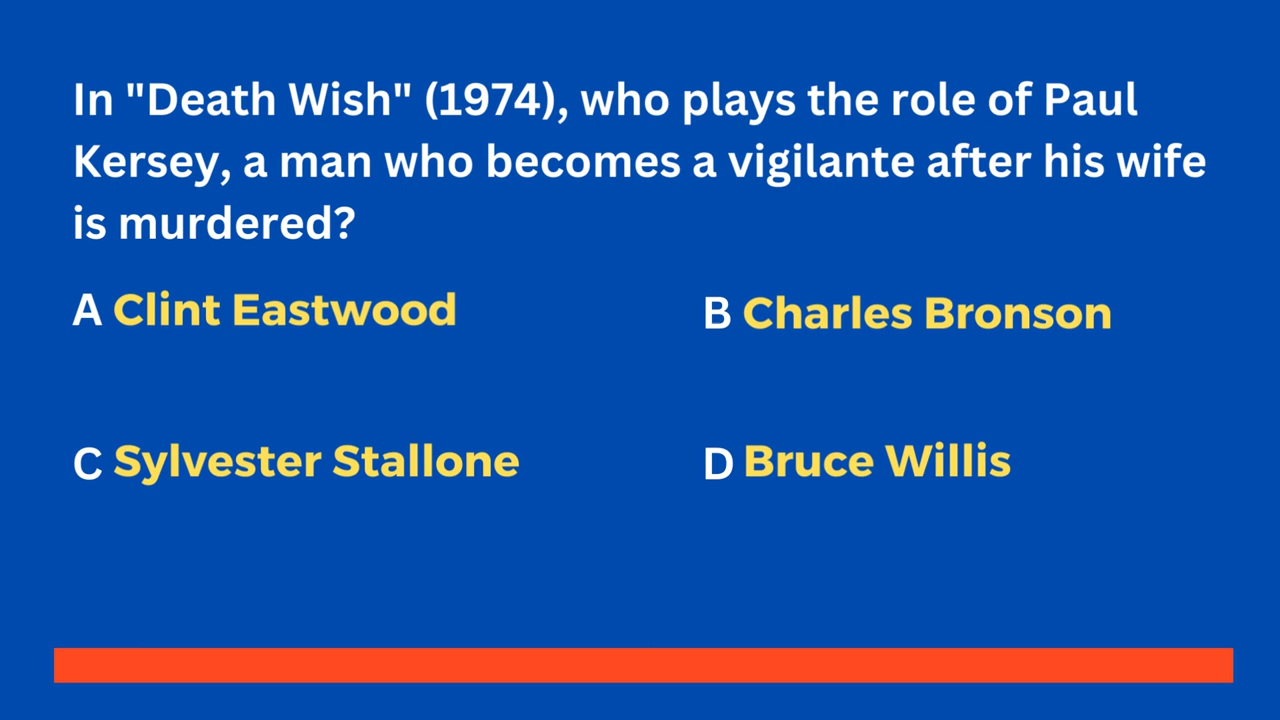 In "Death Wish" (1974), who plays the role of Paul
Kersey, a man who becomes a vigilante after his wife
is murdered?
A Clint Eastwood
B Charles Bronson
C Sylvester Stallone
D Bruce Willis